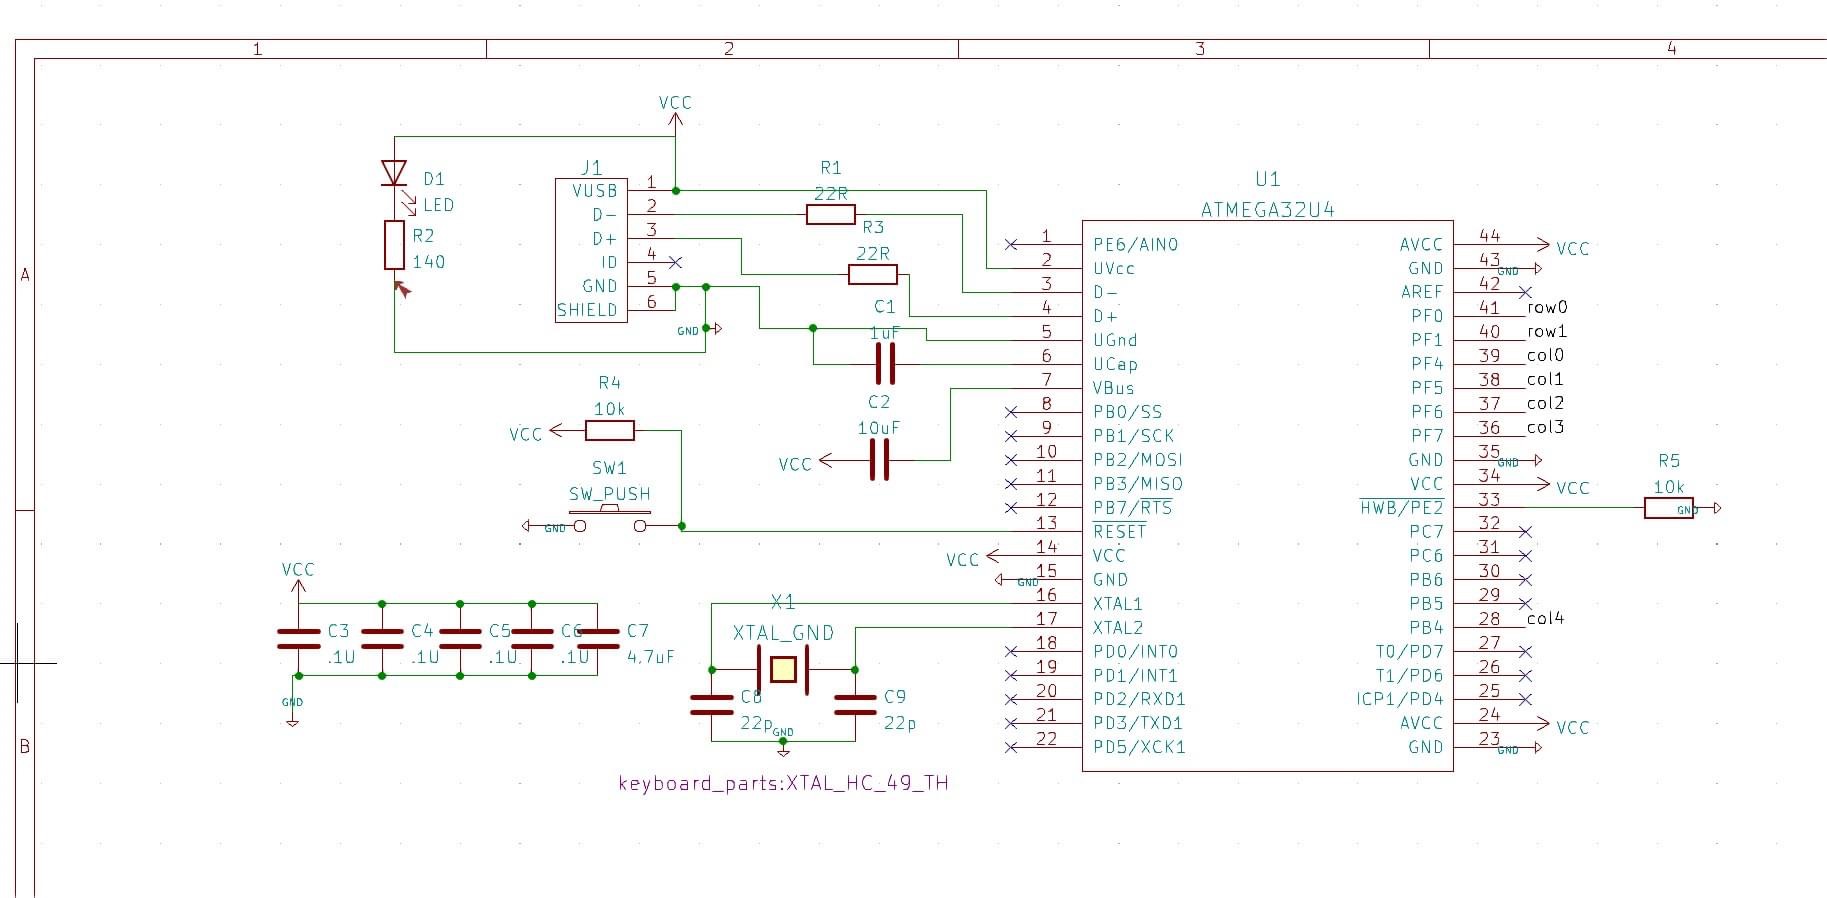 1 2 3 4
A
B
VCC
D1
LED
R2
140
J1
VUSB 1
D- 2
D+ 3
ID 4
GND 5
SHIELD 6
GND
R1
22R
R3
22R
C1
1uF
C2
10uF
VCC
R4
10k
VCC
SW1
SW_PUSH
GND
VCC
C3
.1U
C4
.1U
C5
.1U
C6
.1U
C7
4.7uF
GND
X1
XTAL_GND
C8
22p
C9
22p
GND
keyboard_parts:XTAL_HC_49_TH
U1
ATMEGA32U4
1 PE6/AIN0
2 UVcc
3 D-
4 D+
5 UGnd
6 UCap
7 VBus
8 PB0/SS
9 PB1/SCK
10 PB2/MOSI
11 PB3/MISO
12 PB7/RTS
13 RESET
VCC 14 VCC
GND 15 GND
16 XTAL1
17 XTAL2
18 PD0/INT0
19 PD1/INT1
20 PD2/RXD1
21 PD3/TXD1
22 PD5/XCK1
AVCC 44 VCC
GND 43 GND
AREF 42
PF0 41 row0
PF1 40 row1
PF4 39 col0
PF5 38 col1
PF6 37 col2
PF7 36 col3
GND 35 GND
VCC 34 VCC
HWB/PE2 33
PC7 32
PC6 31
PB6 30
PB5 29
PB4 28 col4
T0/PD7 27
T1/PD6 26
ICP1/PD4 25
AVCC 24 VCC
GND 23 GND
R5
10k
GND